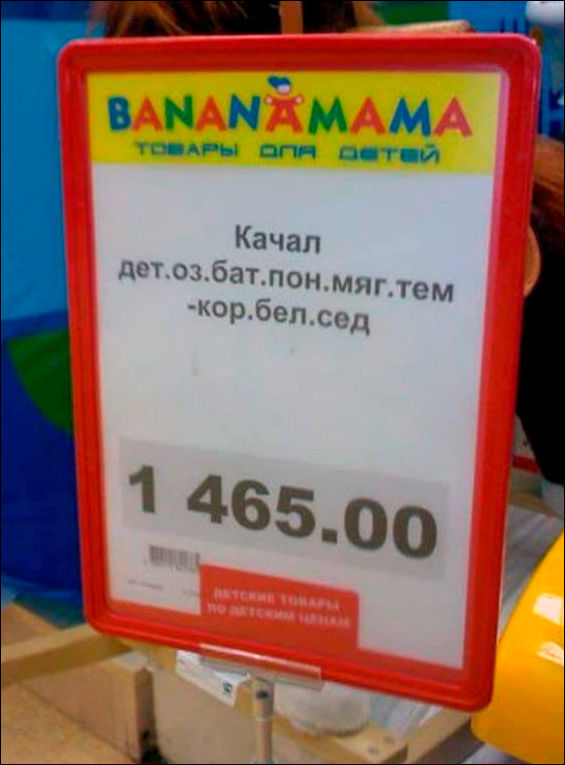 BANANAMAMA
ТОВАРЫ ДЛЯ ДЕТЕЙ
Качал
дет.оз.бат.пон.мяг.тем
-кор.бел.сед
1 465.00
ДЕТСКИЕ ТОВАРЫ
ПО ДЕТСКИМ ЦЕНАМ